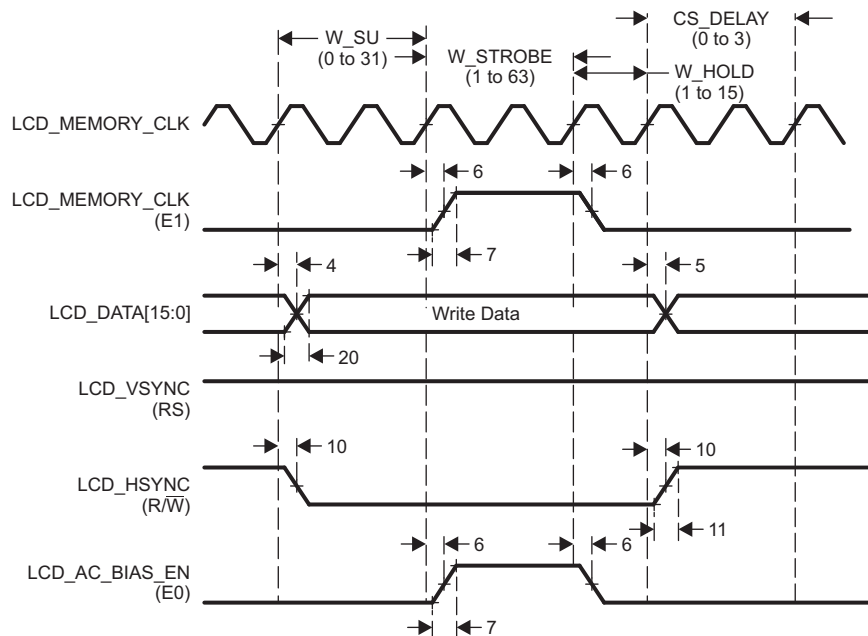 W_SU
(0 to 31)
CS_DELAY
(0 to 3)
W_STROBE
(1 to 63)
W_HOLD
(1 to 15)
LCD_MEMORY_CLK
LCD_MEMORY_CLK
(E1)
6
6
7
LCD_DATA[15:0]
4
5
Write Data
20
LCD_VSYNC
(RS)
10
10
LCD_HSYNC
(R/W̅)
11
6
6
LCD_AC_BIAS_EN
(E0)
7